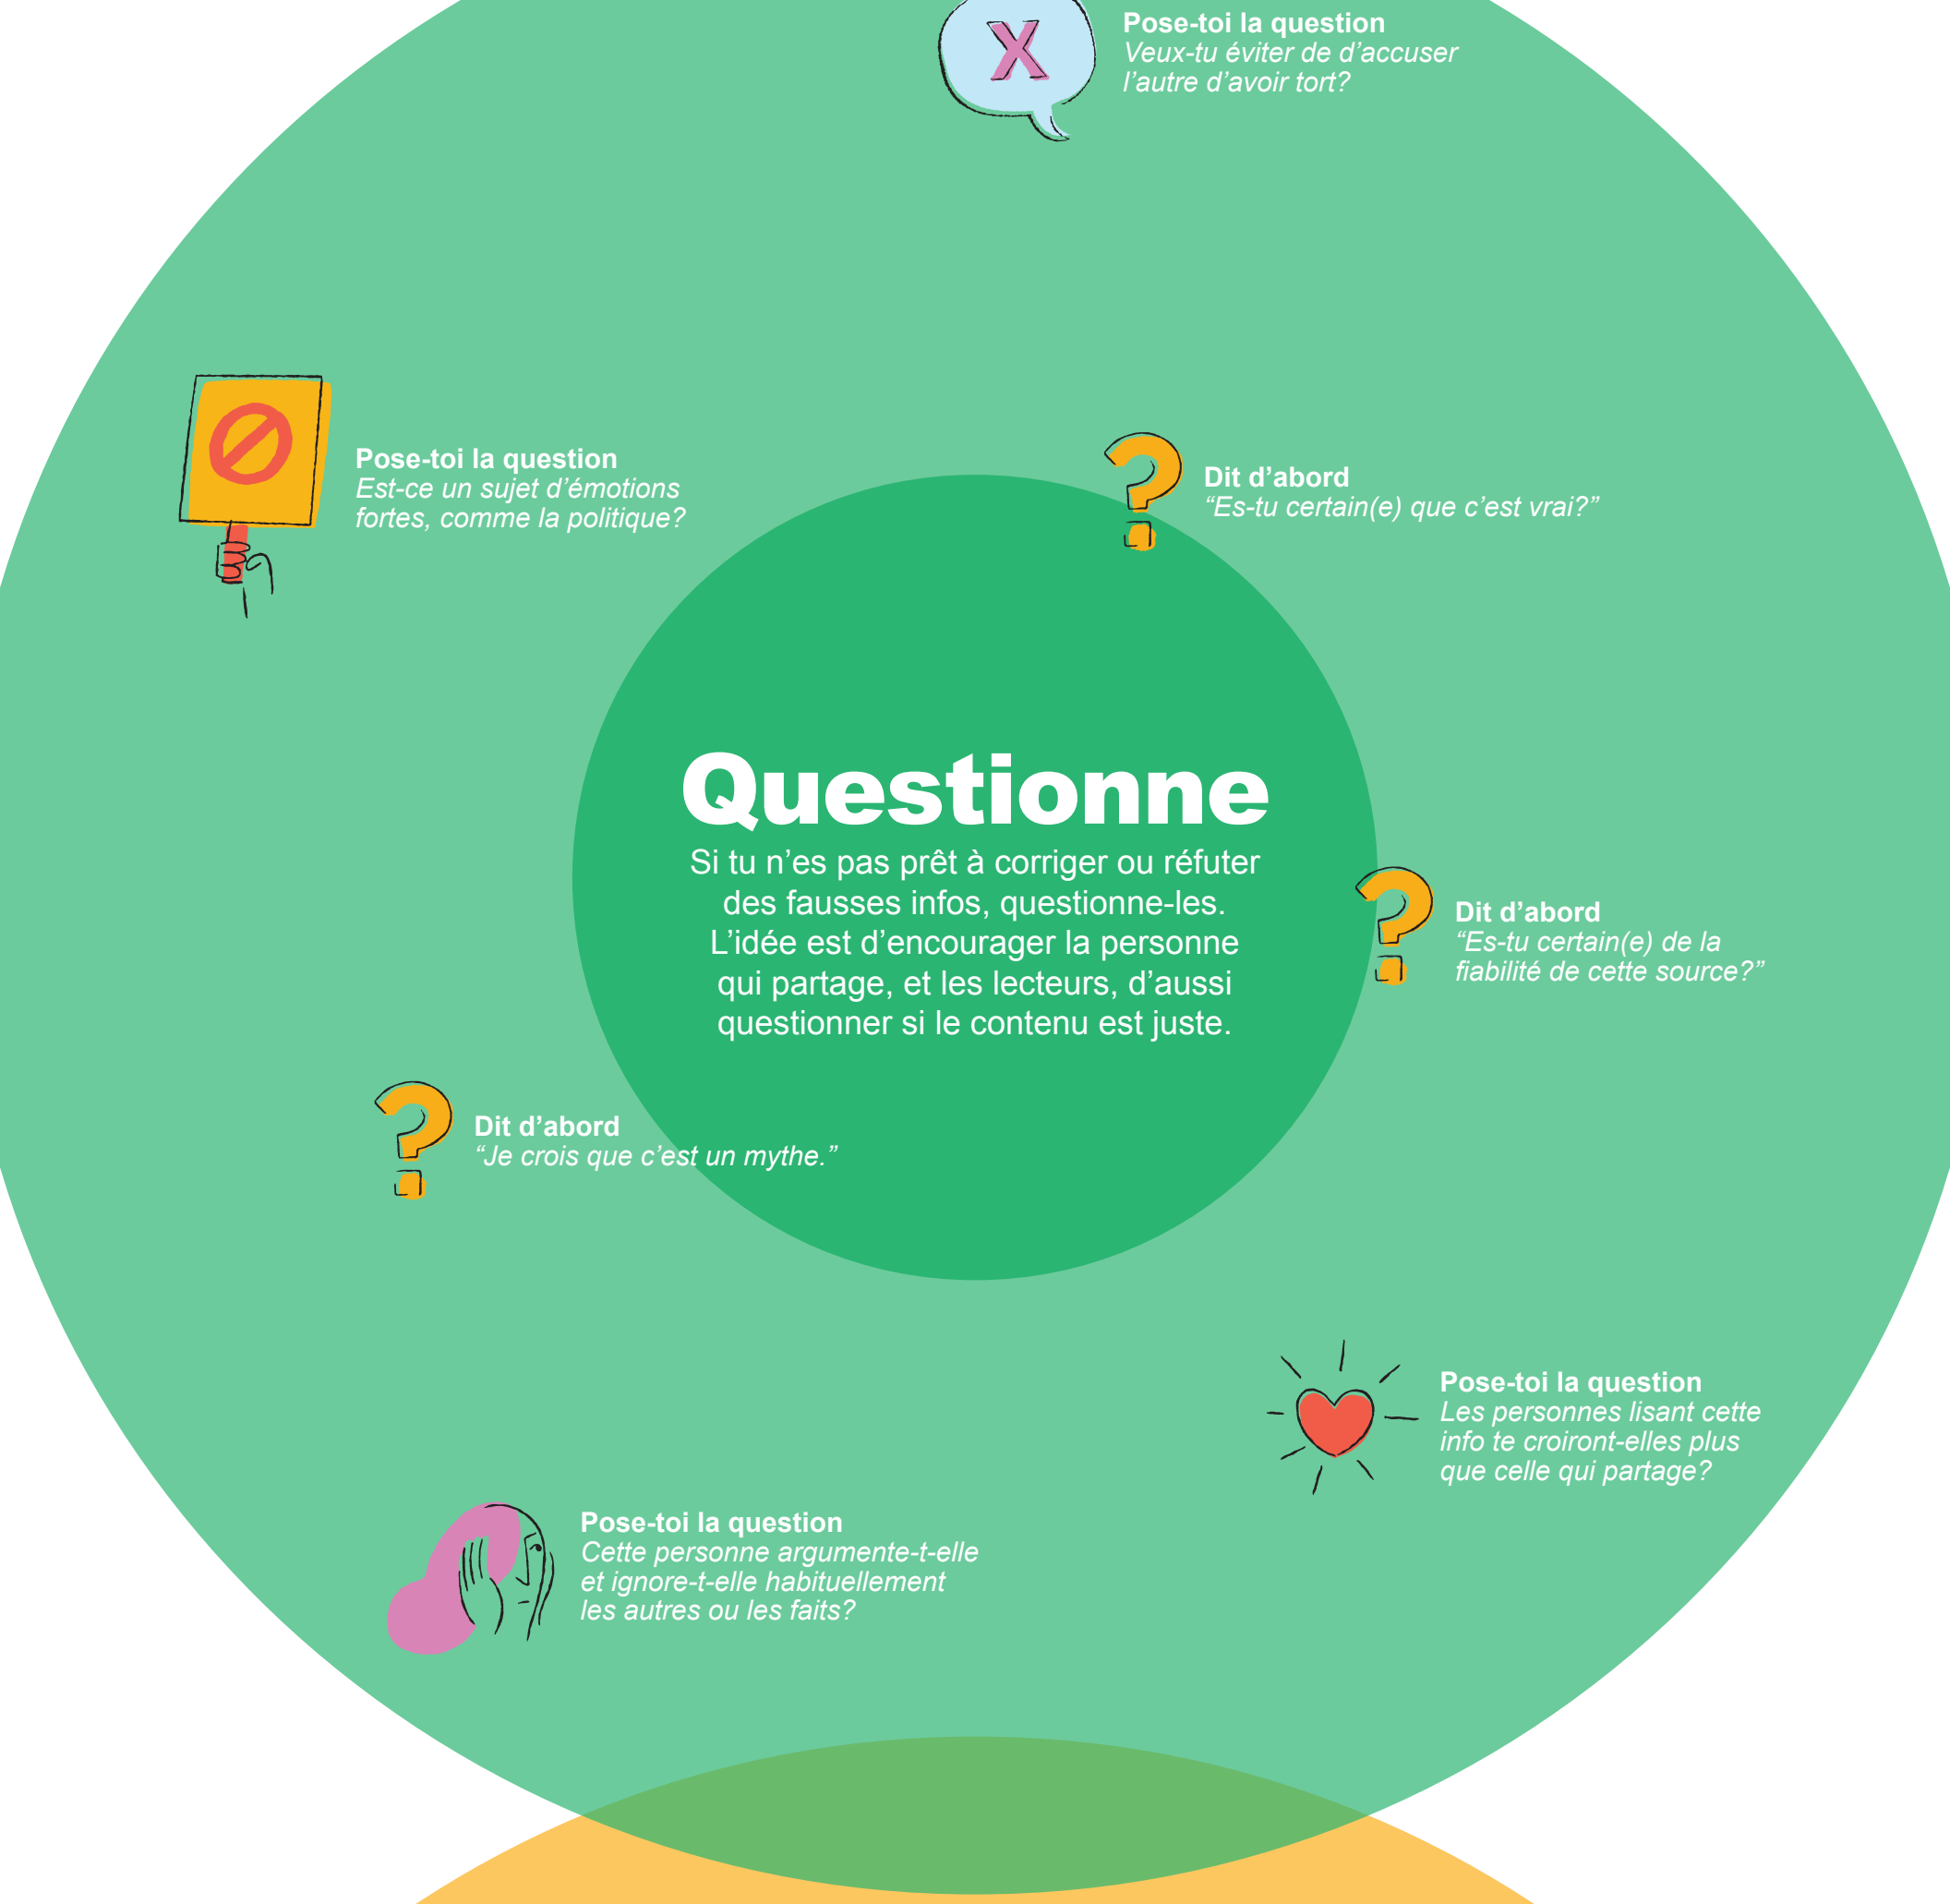 Pose-toi la question
Veux-tu éviter de d’accuser
l’autre d’avoir tort?
X
Pose-toi la question
Est-ce un sujet d’émotions
fortes, comme la politique?
Dit d’abord
“Es-tu certain(e) que c’est vrai?”
Questionne
Si tu n’es pas prêt à corriger ou réfuter
des fausses infos, questionne-les.
L’idée est d’encourager la personne
qui partage, et les lecteurs, d’aussi
questionner si le contenu est juste.
Dit d’abord
“Es-tu certain(e) de la
fiabilité de cette source?”
Dit d’abord
“Je crois que c’est un mythe.”
Pose-toi la question
Les personnes lisant cette
info te croiront-elles plus
que celle qui partage?
Pose-toi la question
Cette personne argumente-t-elle
et ignore-t-elle habituellement
les autres ou les faits?